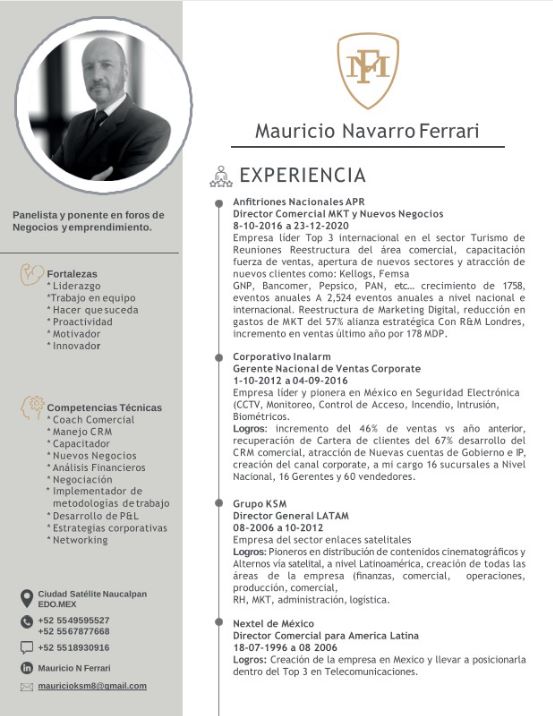 Panelista y ponente en foros de
Negocios y emprendimiento.
Fortalezas
* Liderazgo
*Trabajo en equipo
* Hacer que suceda
* Proactividad
* Motivador
* Innovador
Competencias Técnicas
* Coach Comercial
* Manejo CRM
* Capacitador
* Nuevos Negocios
* Análisis Financieros
* Negociación
* Implementador de
metodologías de trabajo
* Desarrollo de P&L
* Estrategias corporativas
* Networking
Ciudad Satélite Naucalpan
EDO.MEX
+52 5549595527
+52 5567877668
+52 5518930916
in
Mauricio N Ferrari
mauricioksm8@gmail.com
MF
Mauricio Navarro Ferrari
EXPERIENCIA
Anfitriones Nacionales APR
Director Comercial MKT y Nuevos Negocios
8-10-2016 a 23-12-2020
Empresa líder Top 3 internacional en el sector Turismo de
Reuniones Reestructura del área comercial, capacitación
fuerza de ventas, apertura de nuevos sectores y atracción de
nuevos clientes como: Kellogs, Femsa
GNP, Bancomer, Pepsico, PAN, etc… crecimiento de 1758,
eventos anuales A 2,524 eventos anuales a nivel nacional e
internacional. Reestructura de Marketing Digital, reducción en
gastos de MKT del 57% alianza estratégica Con R&M Londres,
incremento en ventas último año por 178 MDP.
Corporativo Inalarm
Gerente Nacional de Ventas Corporate
1-10-2012 a 04-09-2016
Empresa líder y pionera en México en Seguridad Electrónica
(CCTV, Monitoreo, Control de Acceso, Incendio, Intrusión,
Biométricos.
Logros: incremento del 46% de ventas vs año anterior,
recuperación de Cartera de clientes del 67% desarrollo del
CRM comercial, atracción de Nuevas cuentas de Gobierno e IP,
creación del canal corporate, a mi cargo 16 sucursales a Nivel
Nacional, 16 Gerentes y 60 vendedores.
Grupo KSM
Director General LATAM
08-2006 a 10-2012
Empresa del sector enlaces satelitales
Logros: Pioneros en distribución de contenidos cinematográficos y
Alternos vía satelital, a nivel Latinoamérica, creación de todas las
áreas de la empresa (finanzas, comercial, operaciones,
producción, comercial,
RH, MKT, administración, logística.
Nextel de México
Director Comercial para America Latina
18-07-1996 a 08 2006
Logros: Creación de la empresa en Mexico y llevar a posicionarla
dentro del Top 3 en Telecomunicaciones.